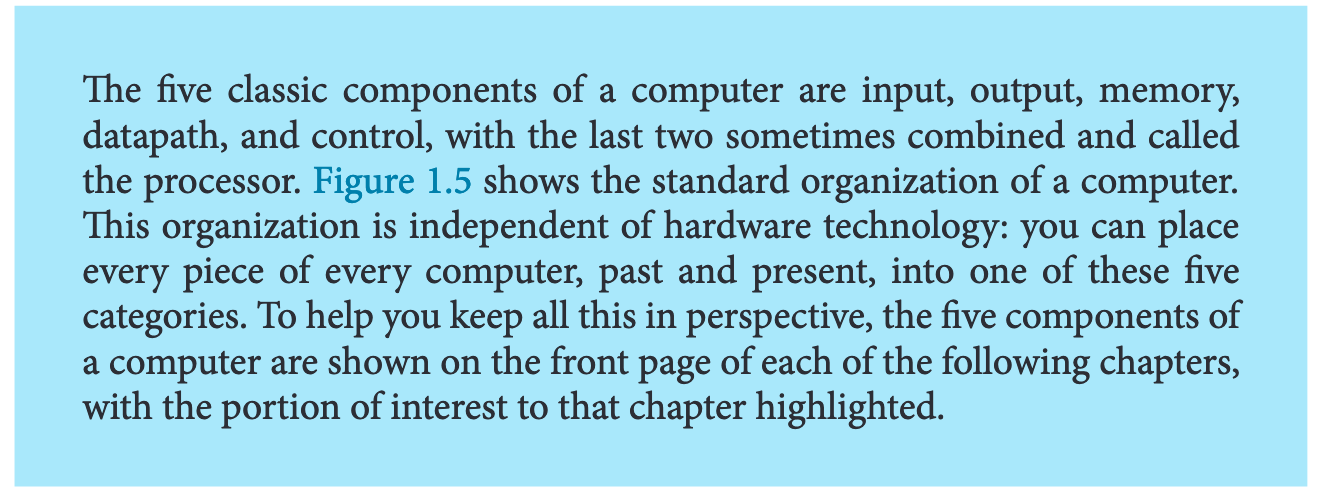 The five classic components of a computer are input, output, memory,
datapath, and control, with the last two sometimes combined and called
the processor. Figure 1.5 shows the standard organization of a computer.
This organization is independent of hardware technology: you can place
every piece of every computer, past and present, into one of these five
categories. To help you keep all this in perspective, the five components of
a computer are shown on the front page of each of the following chapters,
with the portion of interest to that chapter highlighted.